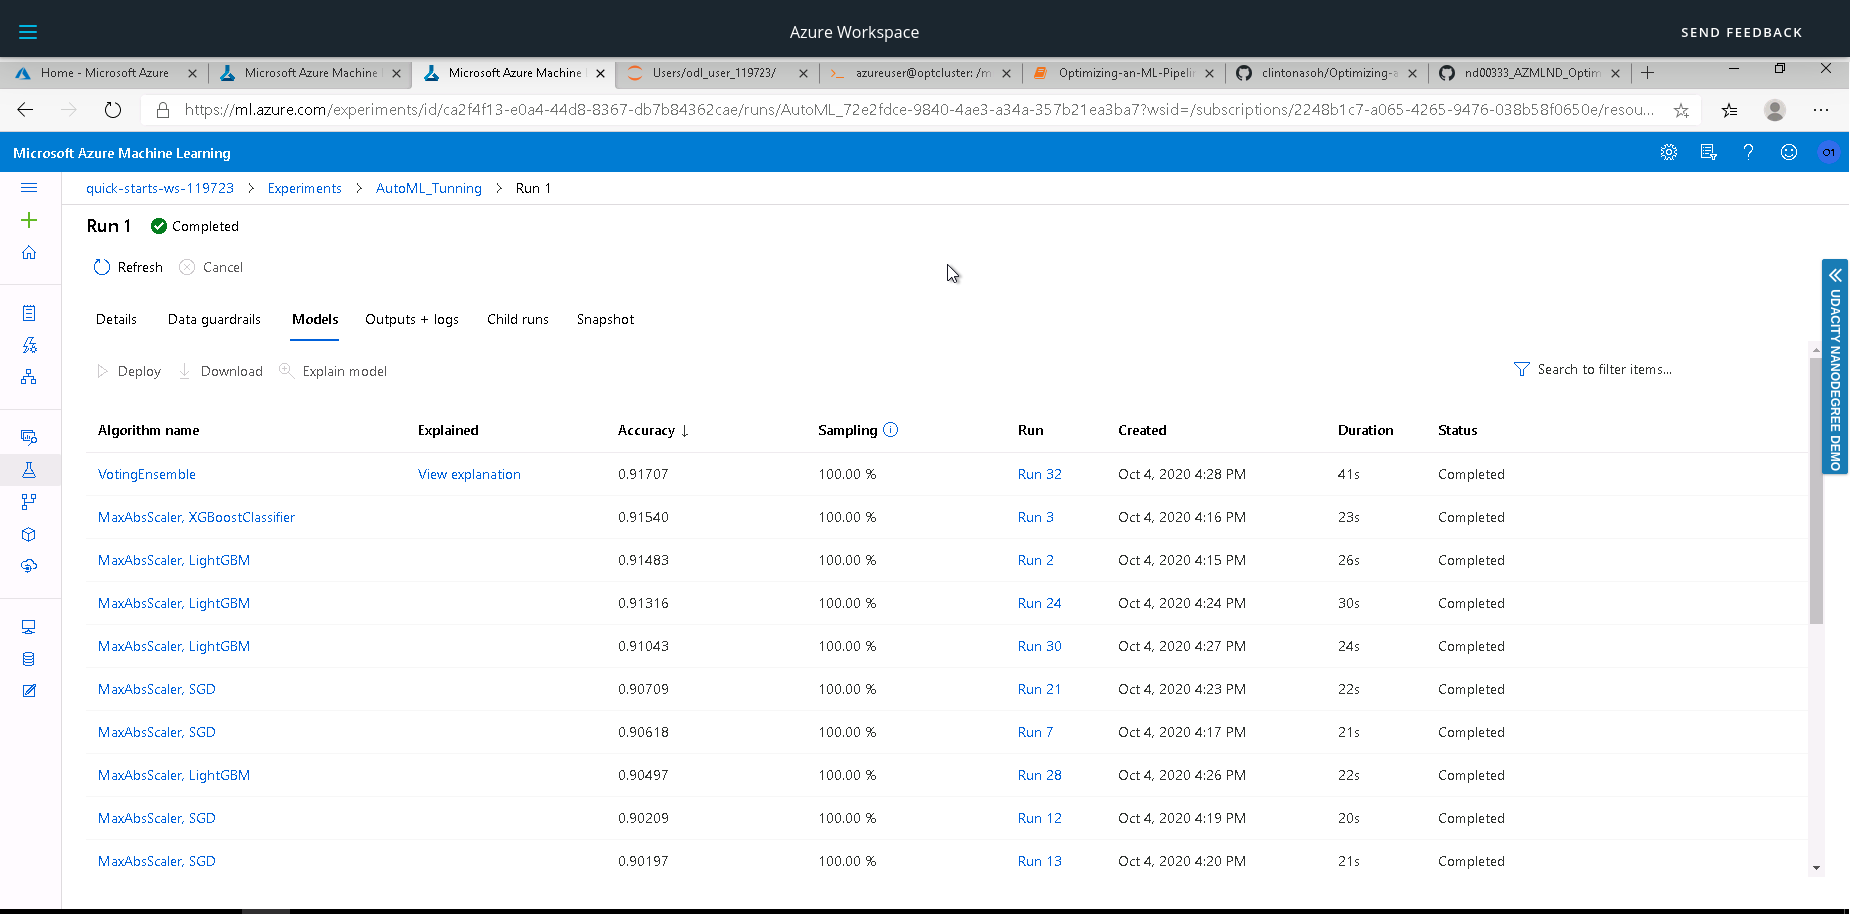 Azure Workspace
SEND FEEDBACK
Home - Microsoft Azure
Microsoft Azure Machine
Microsoft Azure Machine
Users/odl_user_119723/
azureuser@optcluster: /m
Optimizing-an-ML-Pipelin
clintonasoh/Optimizing-a
nd00333_AZMLND_Optim
https://ml.azure.com/experiments/id/ca2f4f13-e0a4-44d8-8367-db7b84362cae/runs/AutoML_72e2fdce-9840-4ae3-a34a-357b21ea3ba7?wsid=/subscriptions/2248b1c7-a065-4265-9476-038b58f0650e/resou...
Microsoft Azure Machine Learning
O1
quick-starts-ws-119723 > Experiments > AutoML_Tunning > Run 1
Run 1 Completed
Refresh Cancel
Details Data guardrails Models Outputs + logs Child runs Snapshot
Deploy Download Explain model
Search to filter items...
UDACITY NANODEGREE DEMO
Algorithm name Explained Accuracy ↓ Sampling Run Created Duration Status
VotingEnsemble View explanation 0.91707 100.00 % Run 32 Oct 4, 2020 4:28 PM 41s Completed
MaxAbsScaler, XGBoostClassifier 0.91540 100.00 % Run 3 Oct 4, 2020 4:16 PM 23s Completed
MaxAbsScaler, LightGBM 0.91483 100.00 % Run 2 Oct 4, 2020 4:15 PM 26s Completed
MaxAbsScaler, LightGBM 0.91316 100.00 % Run 24 Oct 4, 2020 4:24 PM 30s Completed
MaxAbsScaler, LightGBM 0.91043 100.00 % Run 30 Oct 4, 2020 4:27 PM 24s Completed
MaxAbsScaler, SGD 0.90709 100.00 % Run 21 Oct 4, 2020 4:23 PM 22s Completed
MaxAbsScaler, SGD 0.90618 100.00 % Run 7 Oct 4, 2020 4:17 PM 21s Completed
MaxAbsScaler, LightGBM 0.90497 100.00 % Run 28 Oct 4, 2020 4:26 PM 22s Completed
MaxAbsScaler, SGD 0.90209 100.00 % Run 12 Oct 4, 2020 4:19 PM 20s Completed
MaxAbsScaler, SGD 0.90197 100.00 % Run 13 Oct 4, 2020 4:20 PM 21s Completed